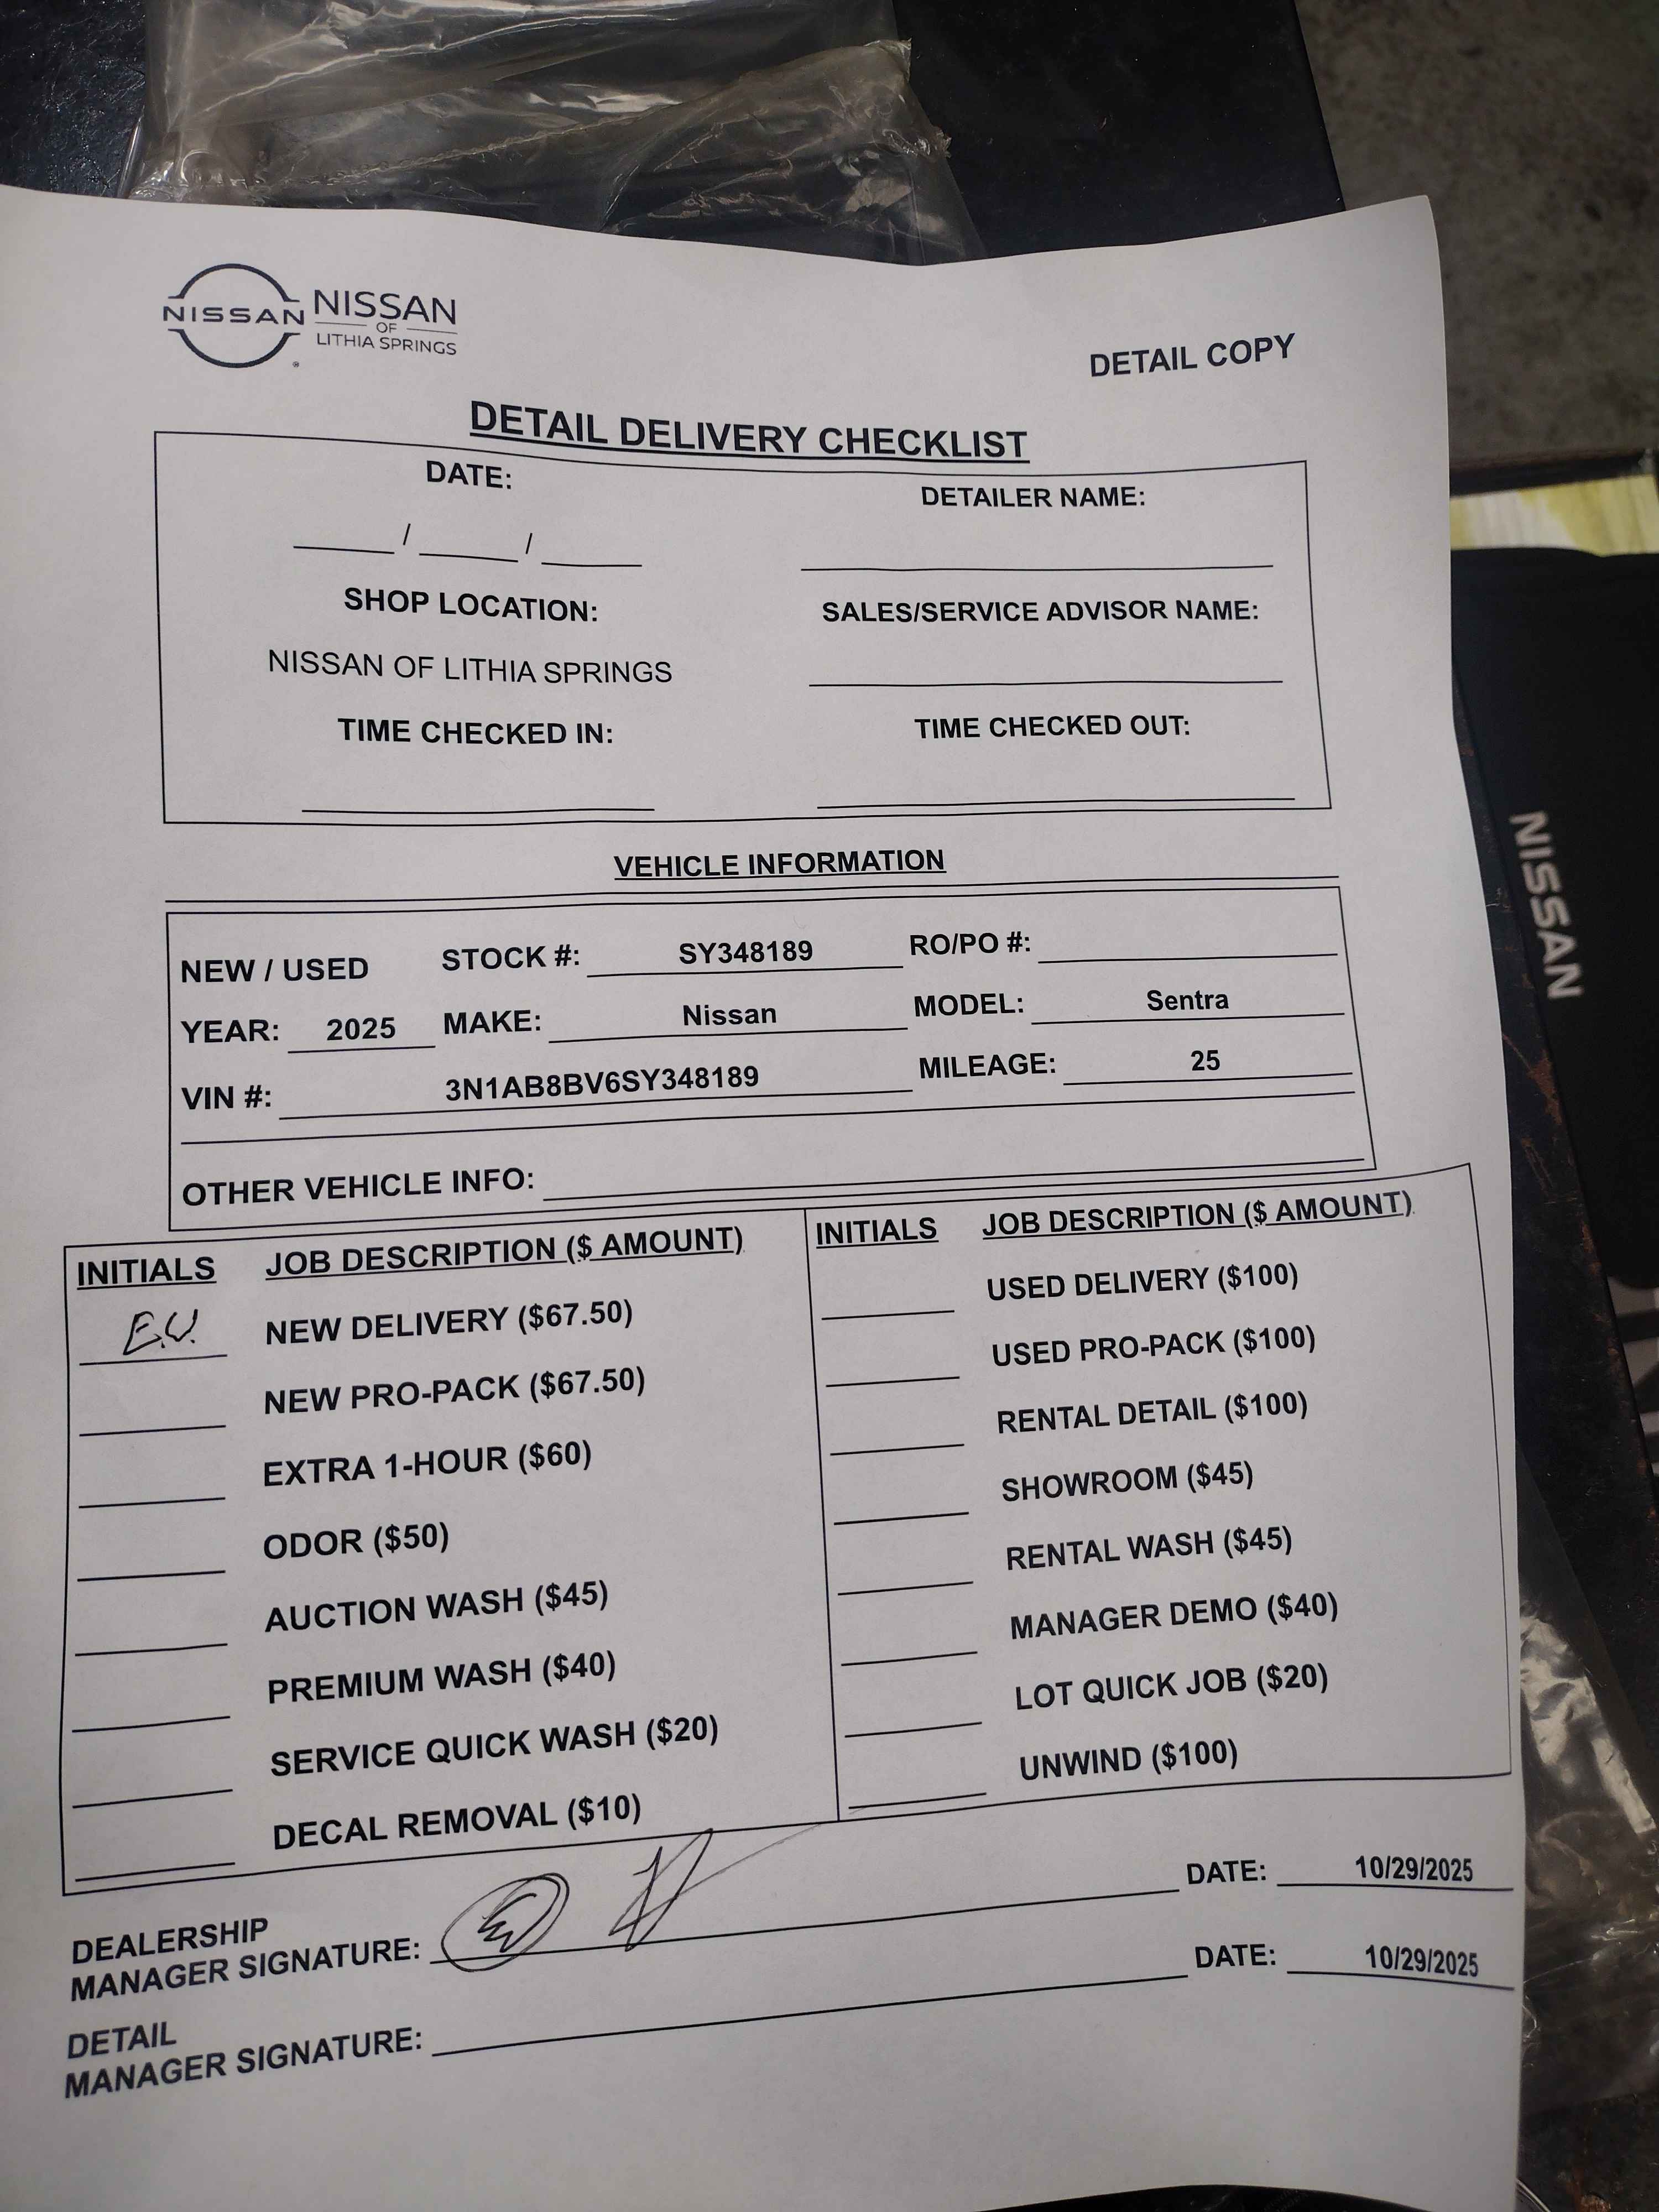 NISSAN NISSAN
OF
LITHIA SPRINGS
DETAIL COPY
DETAIL DELIVERY CHECKLIST
DATE:
DETAILER NAME:
____ / ____ / ____
SHOP LOCATION:
SALES/SERVICE ADVISOR NAME:
NISSAN OF LITHIA SPRINGS
TIME CHECKED IN:
TIME CHECKED OUT:
VEHICLE INFORMATION
NEW / USED STOCK #: SY348189 RO/PO #:
YEAR: 2025 MAKE: Nissan MODEL: Sentra
VIN #: 3N1AB8BV6SY348189 MILEAGE: 25
OTHER VEHICLE INFO:
INITIALS JOB DESCRIPTION ($ AMOUNT)
E.V. NEW DELIVERY ($67.50)
NEW PRO-PACK ($67.50)
EXTRA 1-HOUR ($60)
ODOR ($50)
AUCTION WASH ($45)
PREMIUM WASH ($40)
SERVICE QUICK WASH ($20)
DECAL REMOVAL ($10)
INITIALS JOB DESCRIPTION ($ AMOUNT)
USED DELIVERY ($100)
USED PRO-PACK ($100)
RENTAL DETAIL ($100)
SHOWROOM ($45)
RENTAL WASH ($45)
MANAGER DEMO ($40)
LOT QUICK JOB ($20)
UNWIND ($100)
DEALERSHIP
MANAGER SIGNATURE: DATE: 10/29/2025
DETAIL
MANAGER SIGNATURE: DATE: 10/29/2025
NISSAN